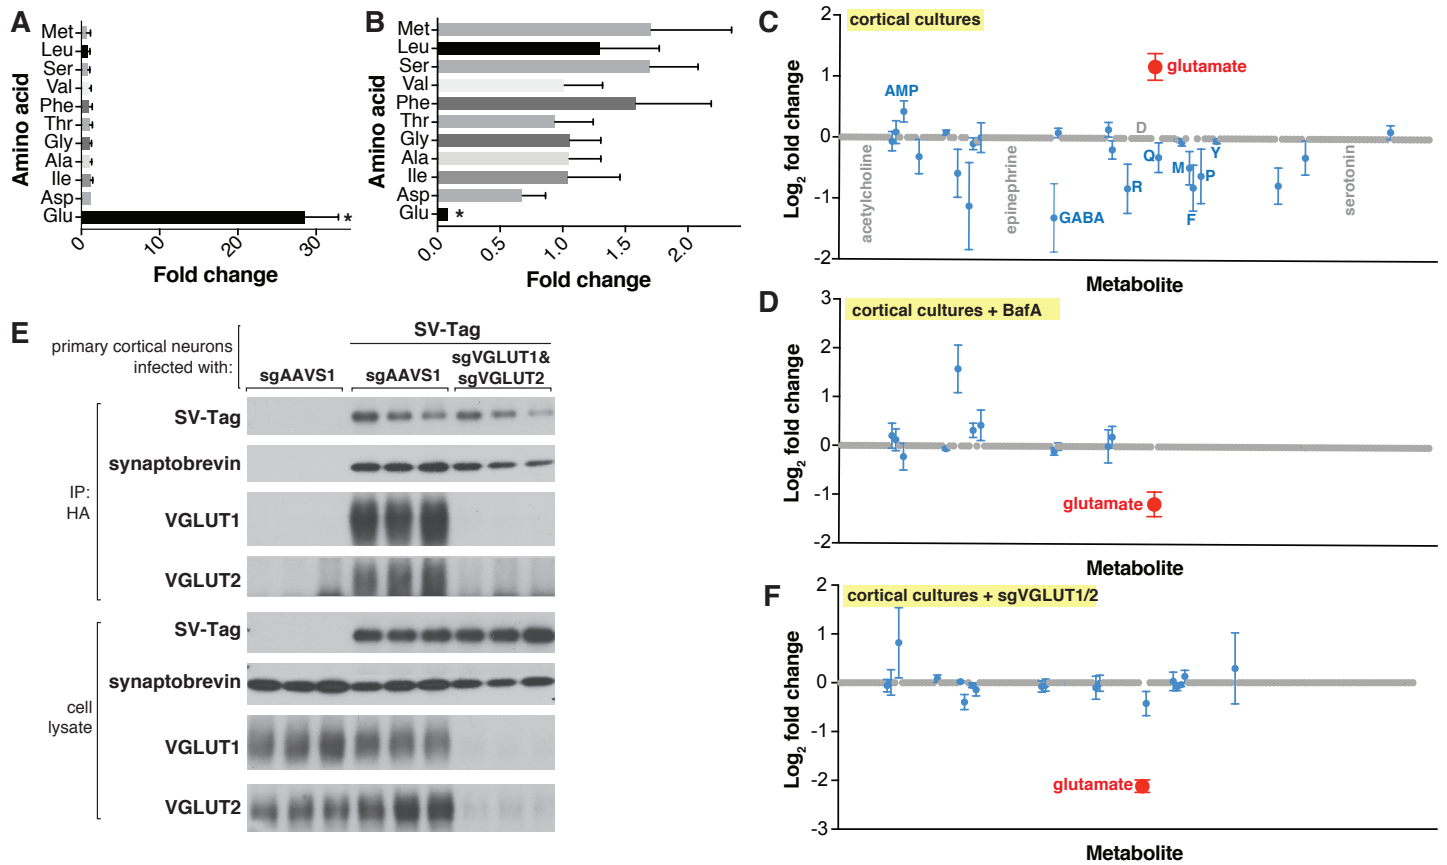 A
Amino acid
Met
Leu
Ser
Val
Phe
Thr
Gly
Ala
Ile
Asp
Glu
*
0
10
20
30
Fold change
B
Amino acid
Met
Leu
Ser
Val
Phe
Thr
Gly
Ala
Ile
Asp
Glu
*
0.0
0.5
1.0
1.5
2.0
Fold change
C
cortical cultures
Log2 fold change
2
1
0
-1
-2
AMP
glutamate
D
acetylcholine
epinephrine
GABA
R
Q
M
F
P
Y
serotonin
Metabolite
D
cortical cultures + BafA
Log2 fold change
3
2
1
0
-1
-2
glutamate
Metabolite
E
primary cortical neurons
infected with:
SV-Tag
sgAAVS1
sgAAVS1
sgVGLUT1&
sgVGLUT2
IP:
HA
SV-Tag
synaptobrevin
VGLUT1
VGLUT2
cell
lysate
SV-Tag
synaptobrevin
VGLUT1
VGLUT2
F
cortical cultures + sgVGLUT1/2
Log2 fold change
2
1
0
-1
-2
-3
glutamate
Metabolite